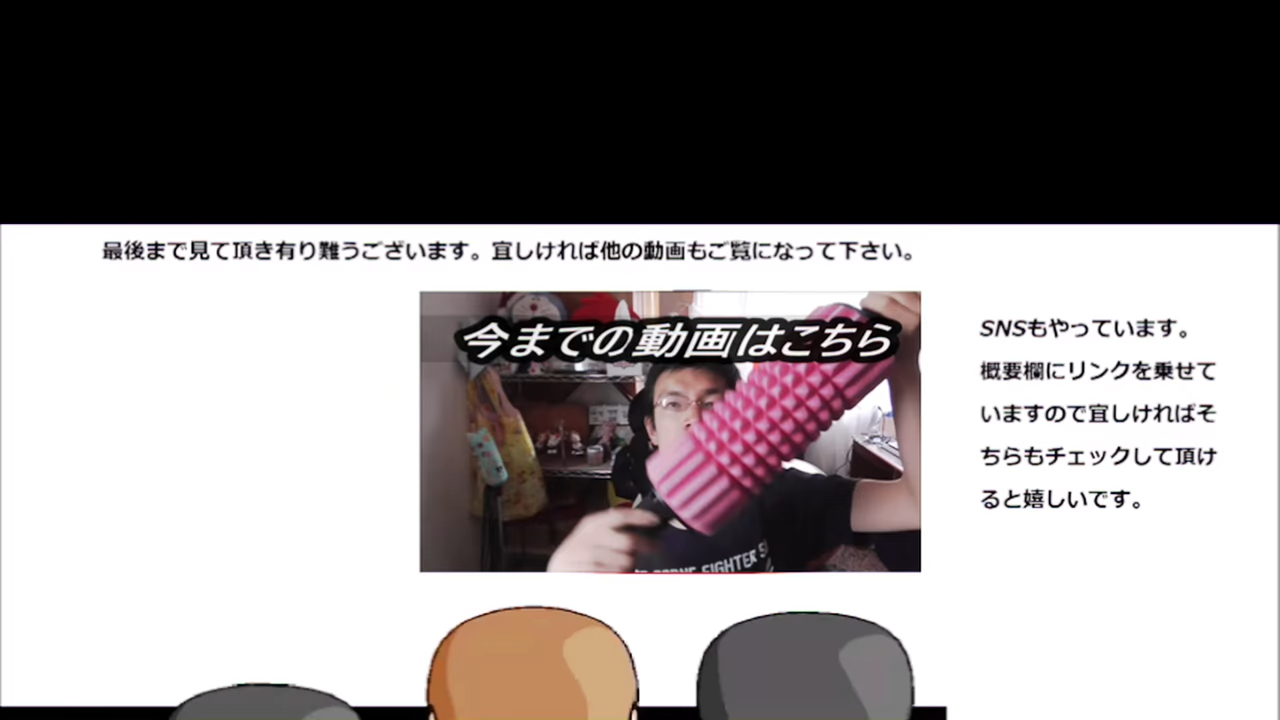 最後まで見て頂き有り難うございます。宜しければ他の動画もご覧になって下さい。
今までの動画はこちら
SNSもやっています。
概要欄にリンクを乗せて
いますので宜しければそ
ちらもチェックして頂け
ると嬉しいです。
FIGHTER